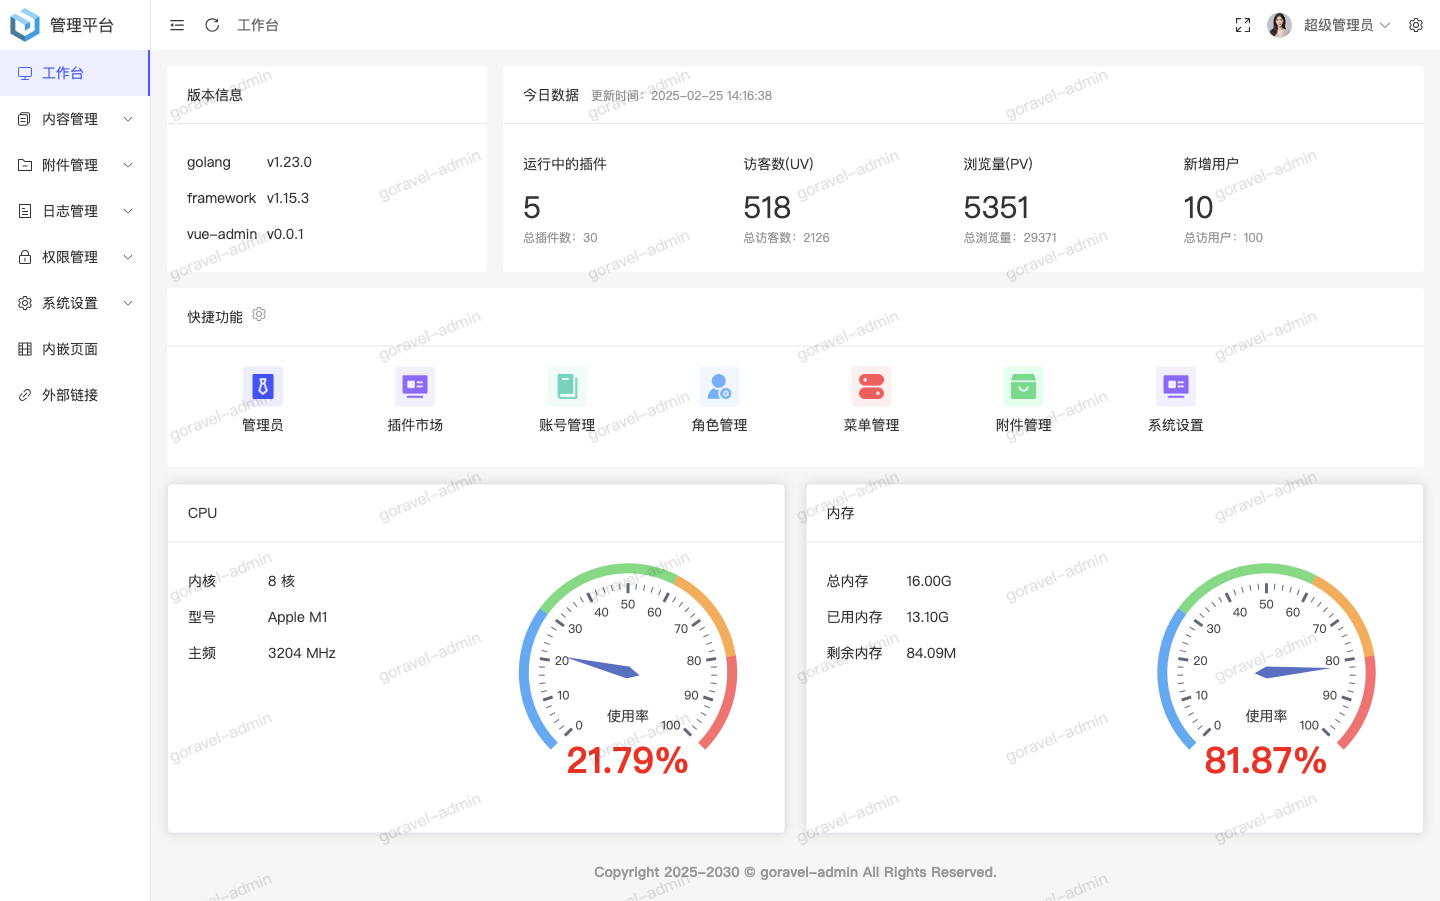 管理平台
工作台
超级管理员
工作台
内容管理
附件管理
日志管理
权限管理
系统设置
内嵌页面
外部链接
版本信息
golang v1.23.0
framework v1.15.3
vue-admin v0.0.1
今日数据 更新时间：2025-02-25 14:16:38
运行中的插件 访客数(UV) 浏览量(PV) 新增用户
5 518 5351 10
总插件数：30 总访客数：2126 总浏览量：29371 总访用户：100
快捷功能
管理员 插件市场 账号管理 角色管理 菜单管理 附件管理 系统设置
CPU
内核 8 核
型号 Apple M1
主频 3204 MHz
0 10 20 30 40 50 60 70 80 90 100
使用率
21.79%
内存
总内存 16.00G
已用内存 13.10G
剩余内存 84.09M
0 10 20 30 40 50 60 70 80 90 100
使用率
81.87%
Copyright 2025-2030 © goravel-admin All Rights Reserved.
goravel-admin